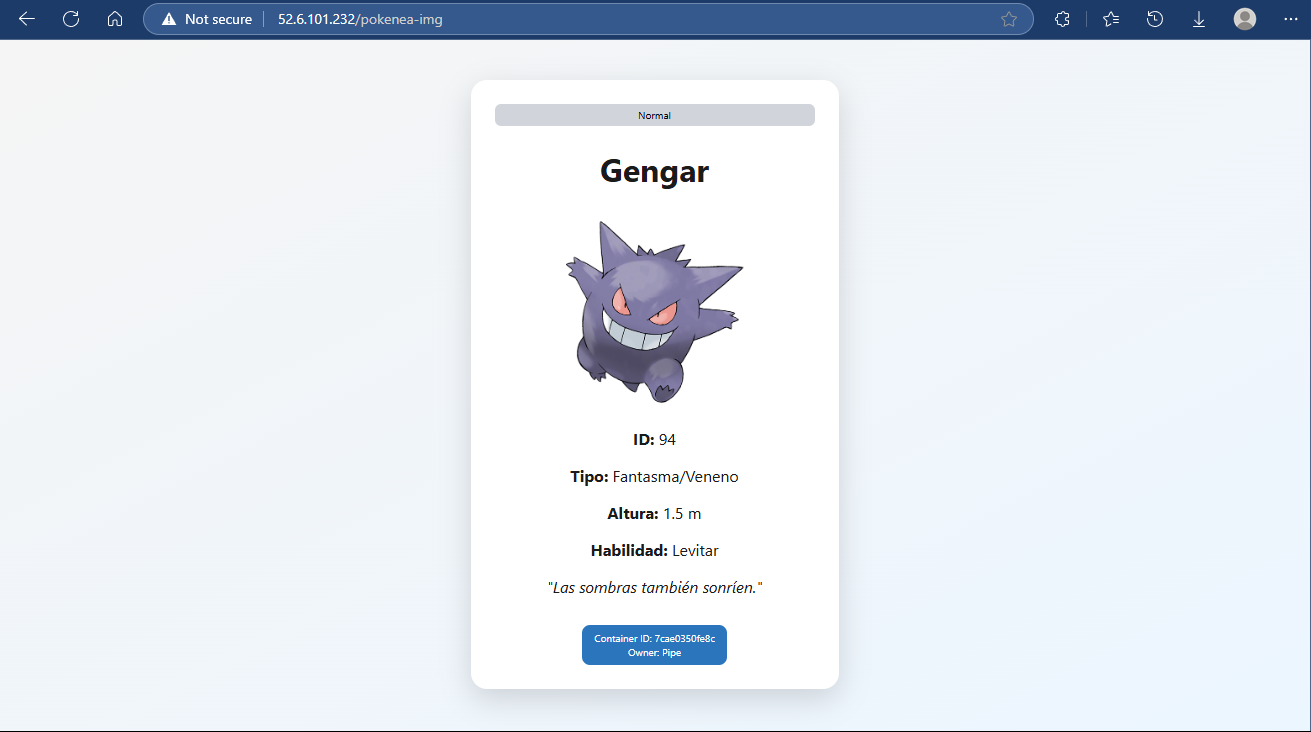 Not secure
52.6.101.232/pokenea-img
Normal
Gengar
ID: 94
Tipo: Fantasma/Veneno
Altura: 1.5 m
Habilidad: Levitar
"Las sombras también sonríen."
Container ID: 7cae0350fe8c
Owner: Pipe